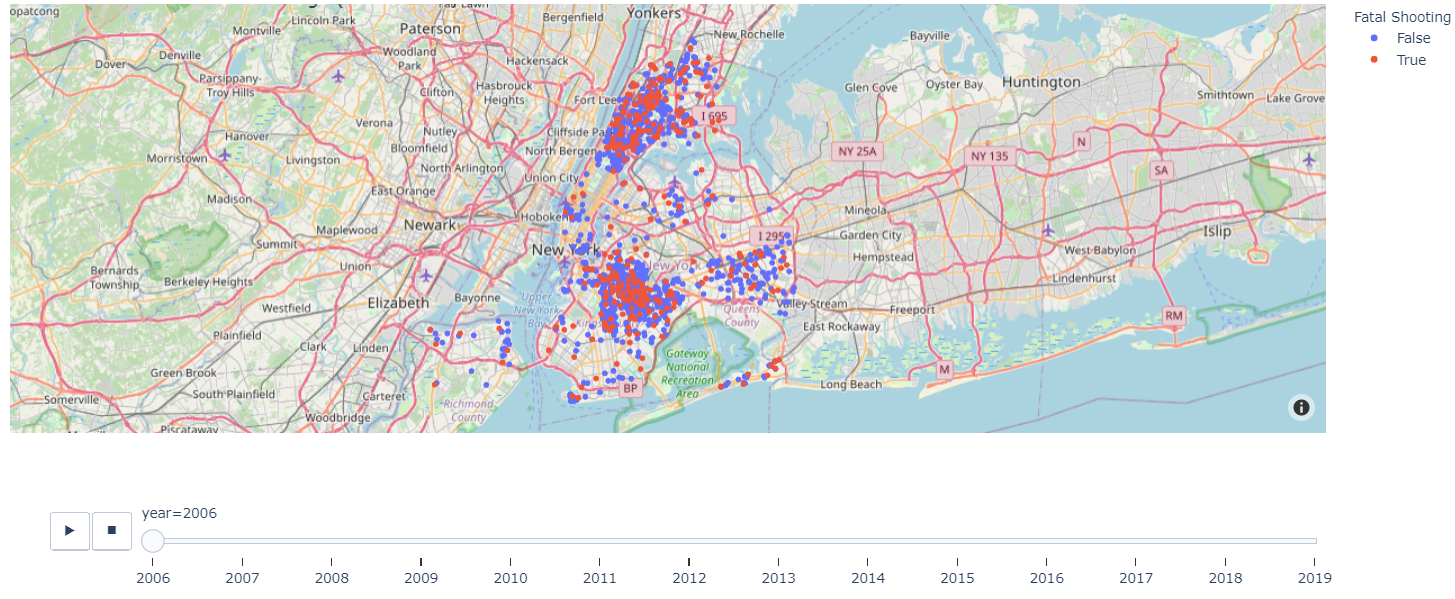 opatcong
Lincoln Park
Bergenfield
Yonkers
Montville
Paterson
New Rochelle
Bayville
Denville
Dover
Woodland
Park
Hackensack
Parsippany-
Troy Hills
Clifton
Hasbrouck
Heights
Fort Lee
Glen Cove
Oyster Bay
Huntington
Smithtown
Lake Grove
I 695
Verona
Hanover
Nutley
Cliffside Pa
Bloomfield
North Bergen
NY 25A
NY 135
N
Morristown
Livingston
North Arlington
Union City
SA
East Orange
Madison
Hoboken
Mineola
Maplewood
Newark
I 295
Garden City
Islip
Summit
New York
West Babylon
Union
New Yo
Hempstead
Bernards
Township
Berkeley Heights
Lindenhurst
Elizabeth
Bayonne
Upper
New York
Bay
Kings
Valley Stream
Queens
County
Freeport
RM
Westfield
East Rockaway
Plainfield
Clark
Linden
Gateway
National
Recreation
Area
M
Green Brook
Long Beach
BP
South Plainfield
Carteret
Somerville
Richmond
County
Woodbridge
Piscataway
Fatal Shooting
False
True
year=2006
2006 2007 2008 2009 2010 2011 2012 2013 2014 2015 2016 2017 2018 2019